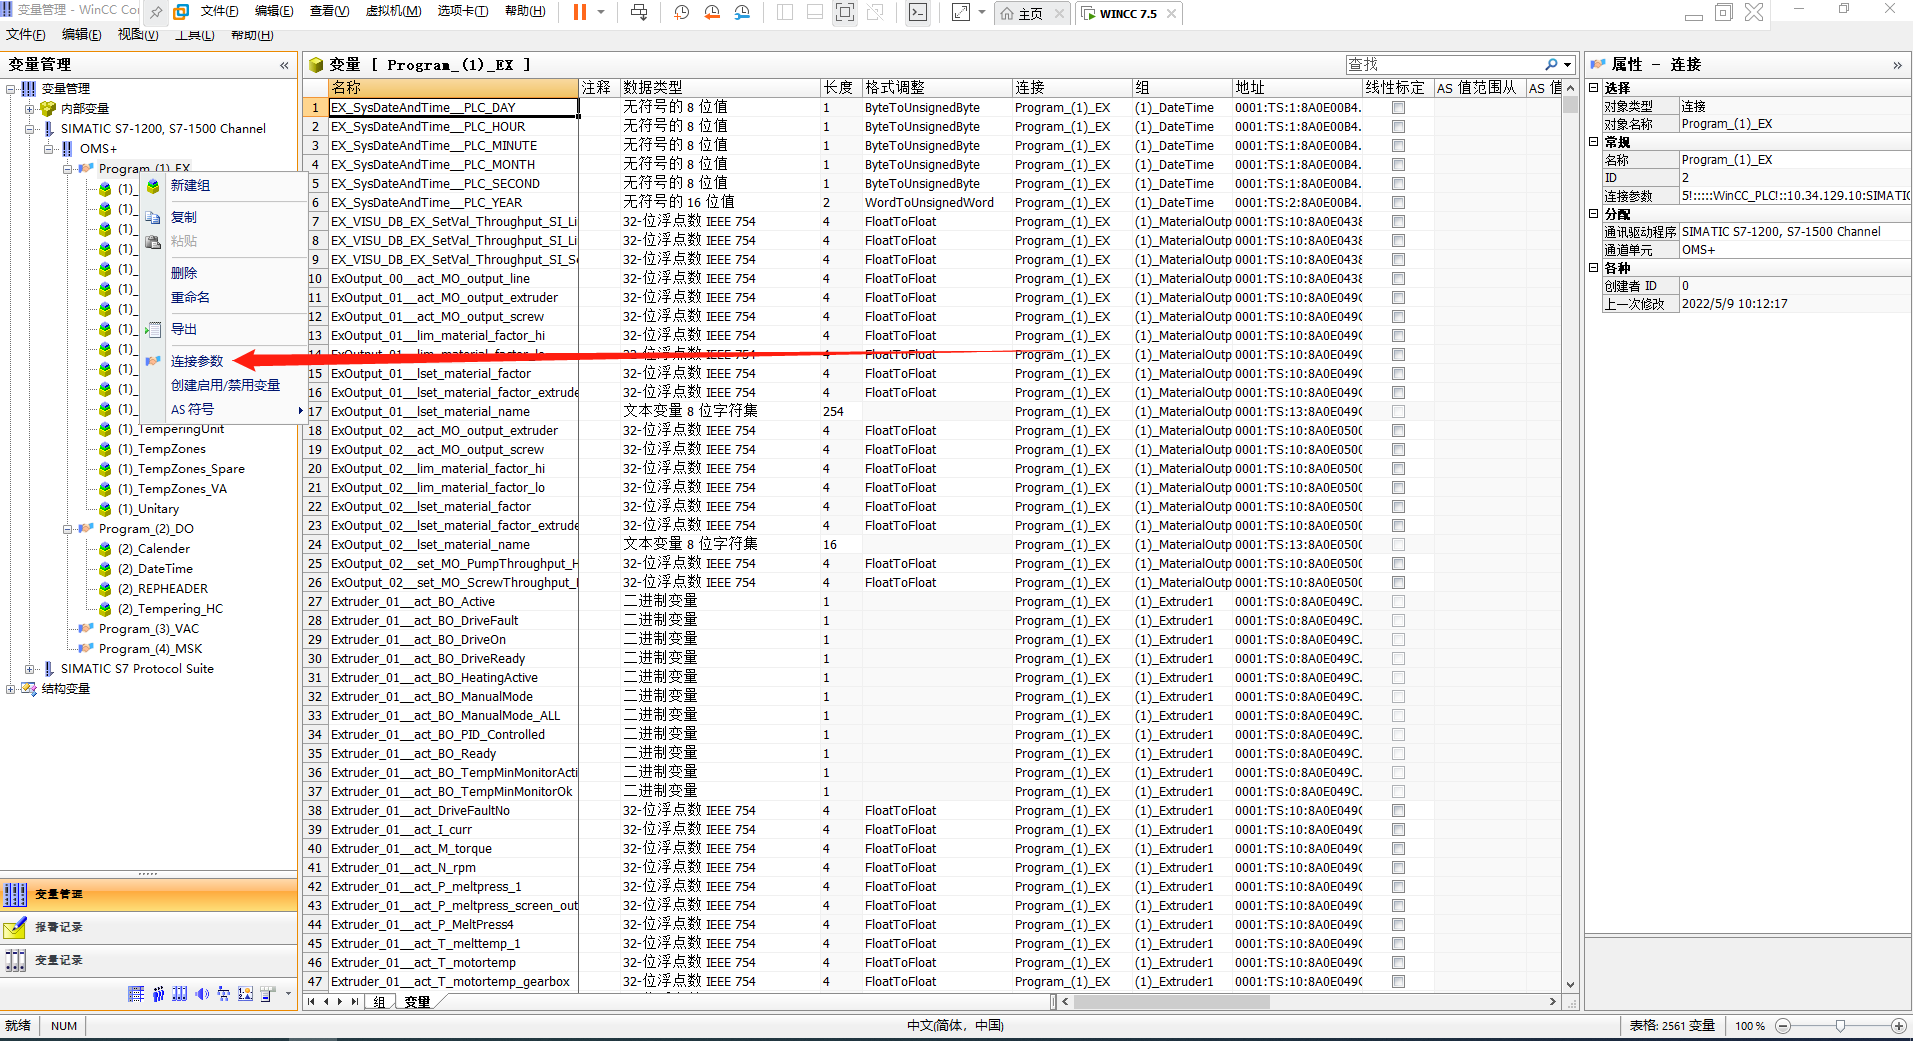 变量管理 - WinCC Cor
文件(F) 编辑(E) 查看(V) 虚拟机(M) 选项卡(T) 帮助(H)
主页
WINCC 7.5
文件(F) 编辑(E) 视图(V) 工具(L) 帮助(H)
变量管理
变量管理
内部变量
SIMATIC S7-1200, S7-1500 Channel
OMS+
Program_(1)_EX
新建组
复制
粘贴
删除
重命名
导出
连接参数
创建启用/禁用变量
AS 符号
(1)_TemperingUnit
(1)_TempZones
(1)_TempZones_Spare
(1)_TempZones_VA
(1)_Unitary
Program_(2)_DO
(2)_Calender
(2)_DateTime
(2)_REPHEADER
(2)_Tempering_HC
Program_(3)_VAC
Program_(4)_MSK
SIMATIC S7 Protocol Suite
结构变量
变量管理
报警记录
变量记录
变量 [ Program_(1)_EX ]
查找
名称 注释 数据类型 长度 格式调整 连接 组 地址 线性标定 AS 值范围从 AS 值
1 EX_SysDateAndTime__PLC_DAY 无符号的 8 位值 1 ByteToUnsignedByte Program_(1)_EX (1)_DateTime 0001:TS:1:8A0E00B4.
2 EX_SysDateAndTime__PLC_HOUR 无符号的 8 位值 1 ByteToUnsignedByte Program_(1)_EX (1)_DateTime 0001:TS:1:8A0E00B4.
3 EX_SysDateAndTime__PLC_MINUTE 无符号的 8 位值 1 ByteToUnsignedByte Program_(1)_EX (1)_DateTime 0001:TS:1:8A0E00B4.
4 EX_SysDateAndTime__PLC_MONTH 无符号的 8 位值 1 ByteToUnsignedByte Program_(1)_EX (1)_DateTime 0001:TS:1:8A0E00B4.
5 EX_SysDateAndTime__PLC_SECOND 无符号的 8 位值 1 ByteToUnsignedByte Program_(1)_EX (1)_DateTime 0001:TS:1:8A0E00B4.
6 EX_SysDateAndTime__PLC_YEAR 无符号的 16 位值 2 WordToUnsignedWord Program_(1)_EX (1)_DateTime 0001:TS:2:8A0E00B4.
7 EX_VISU_DB_EX_SetVal_Throughput_SI_Li 32-位浮点数 IEEE 754 4 FloatToFloat Program_(1)_EX (1)_MaterialOutp 0001:TS:10:8A0E0438
8 EX_VISU_DB_EX_SetVal_Throughput_SI_Li 32-位浮点数 IEEE 754 4 FloatToFloat Program_(1)_EX (1)_MaterialOutp 0001:TS:10:8A0E0438
9 EX_VISU_DB_EX_SetVal_Throughput_SI_Se 32-位浮点数 IEEE 754 4 FloatToFloat Program_(1)_EX (1)_MaterialOutp 0001:TS:10:8A0E0438
10 ExOutput_00__act_MO_output_line 32-位浮点数 IEEE 754 4 FloatToFloat Program_(1)_EX (1)_MaterialOutp 0001:TS:10:8A0E0438
11 ExOutput_01__act_MO_output_extruder 32-位浮点数 IEEE 754 4 FloatToFloat Program_(1)_EX (1)_MaterialOutp 0001:TS:10:8A0E049C
12 ExOutput_01__act_MO_output_screw 32-位浮点数 IEEE 754 4 FloatToFloat Program_(1)_EX (1)_MaterialOutp 0001:TS:10:8A0E049C
13 ExOutput_01__lim_material_factor_hi 32-位浮点数 IEEE 754 4 FloatToFloat Program_(1)_EX (1)_MaterialOutp 0001:TS:10:8A0E049C
14 ExOutput_01__lim_material_factor_lo 32-位浮点数 IEEE 754 4 FloatToFloat Program_(1)_EX (1)_MaterialOutp 0001:TS:10:8A0E049C
15 ExOutput_01__lset_material_factor 32-位浮点数 IEEE 754 4 FloatToFloat Program_(1)_EX (1)_MaterialOutp 0001:TS:10:8A0E049C
16 ExOutput_01__lset_material_factor_extrude 32-位浮点数 IEEE 754 4 FloatToFloat Program_(1)_EX (1)_MaterialOutp 0001:TS:10:8A0E049C
17 ExOutput_01__lset_material_name 文本变量 8 位字符集 254 Program_(1)_EX (1)_MaterialOutp 0001:TS:13:8A0E049C
18 ExOutput_02__act_MO_output_extruder 32-位浮点数 IEEE 754 4 FloatToFloat Program_(1)_EX (1)_MaterialOutp 0001:TS:10:8A0E0500
19 ExOutput_02__act_MO_output_screw 32-位浮点数 IEEE 754 4 FloatToFloat Program_(1)_EX (1)_MaterialOutp 0001:TS:10:8A0E0500
20 ExOutput_02__lim_material_factor_hi 32-位浮点数 IEEE 754 4 FloatToFloat Program_(1)_EX (1)_MaterialOutp 0001:TS:10:8A0E0500
21 ExOutput_02__lim_material_factor_lo 32-位浮点数 IEEE 754 4 FloatToFloat Program_(1)_EX (1)_MaterialOutp 0001:TS:10:8A0E0500
22 ExOutput_02__lset_material_factor 32-位浮点数 IEEE 754 4 FloatToFloat Program_(1)_EX (1)_MaterialOutp 0001:TS:10:8A0E0500
23 ExOutput_02__lset_material_factor_extrude 32-位浮点数 IEEE 754 4 FloatToFloat Program_(1)_EX (1)_MaterialOutp 0001:TS:10:8A0E0500
24 ExOutput_02__lset_material_name 文本变量 8 位字符集 16 Program_(1)_EX (1)_MaterialOutp 0001:TS:13:8A0E0500
25 ExOutput_02__set_MO_PumpThroughput_H 32-位浮点数 IEEE 754 4 FloatToFloat Program_(1)_EX (1)_MaterialOutp 0001:TS:10:8A0E0500
26 ExOutput_02__set_MO_ScrewThroughput_ 32-位浮点数 IEEE 754 4 FloatToFloat Program_(1)_EX (1)_MaterialOutp 0001:TS:10:8A0E0500
27 Extruder_01__act_BO_Active 二进制变量 1 Program_(1)_EX (1)_Extruder1 0001:TS:0:8A0E049C.
28 Extruder_01__act_BO_DriveFault 二进制变量 1 Program_(1)_EX (1)_Extruder1 0001:TS:0:8A0E049C.
29 Extruder_01__act_BO_DriveOn 二进制变量 1 Program_(1)_EX (1)_Extruder1 0001:TS:0:8A0E049C.
30 Extruder_01__act_BO_DriveReady 二进制变量 1 Program_(1)_EX (1)_Extruder1 0001:TS:0:8A0E049C.
31 Extruder_01__act_BO_HeatingActive 二进制变量 1 Program_(1)_EX (1)_Extruder1 0001:TS:0:8A0E049C.
32 Extruder_01__act_BO_ManualMode 二进制变量 1 Program_(1)_EX (1)_Extruder1 0001:TS:0:8A0E049C.
33 Extruder_01__act_BO_ManualMode_ALL 二进制变量 1 Program_(1)_EX (1)_Extruder1 0001:TS:0:8A0E049C.
34 Extruder_01__act_BO_PID_Controlled 二进制变量 1 Program_(1)_EX (1)_Extruder1 0001:TS:0:8A0E049C.
35 Extruder_01__act_BO_Ready 二进制变量 1 Program_(1)_EX (1)_Extruder1 0001:TS:0:8A0E049C.
36 Extruder_01__act_BO_TempMinMonitorActi 二进制变量 1 Program_(1)_EX (1)_Extruder1 0001:TS:0:8A0E049C.
37 Extruder_01__act_BO_TempMinMonitorOk 二进制变量 1 Program_(1)_EX (1)_Extruder1 0001:TS:0:8A0E049C.
38 Extruder_01__act_DriveFaultNo 32-位浮点数 IEEE 754 4 FloatToFloat Program_(1)_EX (1)_Extruder1 0001:TS:10:8A0E049C
39 Extruder_01__act_I_curr 32-位浮点数 IEEE 754 4 FloatToFloat Program_(1)_EX (1)_Extruder1 0001:TS:10:8A0E049C
40 Extruder_01__act_M_torque 32-位浮点数 IEEE 754 4 FloatToFloat Program_(1)_EX (1)_Extruder1 0001:TS:10:8A0E049C
41 Extruder_01__act_N_rpm 32-位浮点数 IEEE 754 4 FloatToFloat Program_(1)_EX (1)_Extruder1 0001:TS:10:8A0E049C
42 Extruder_01__act_P_meltpress_1 32-位浮点数 IEEE 754 4 FloatToFloat Program_(1)_EX (1)_Extruder1 0001:TS:10:8A0E049C
43 Extruder_01__act_P_meltpress_screen_out 32-位浮点数 IEEE 754 4 FloatToFloat Program_(1)_EX (1)_Extruder1 0001:TS:10:8A0E049C
44 Extruder_01__act_P_MeltPress4 32-位浮点数 IEEE 754 4 FloatToFloat Program_(1)_EX (1)_Extruder1 0001:TS:10:8A0E049C
45 Extruder_01__act_T_melttemp_1 32-位浮点数 IEEE 754 4 FloatToFloat Program_(1)_EX (1)_Extruder1 0001:TS:10:8A0E049C
46 Extruder_01__act_T_motortemp 32-位浮点数 IEEE 754 4 FloatToFloat Program_(1)_EX (1)_Extruder1 0001:TS:10:8A0E049C
47 Extruder_01__act_T_motortemp_gearbox 32-位浮点数 IEEE 754 4 FloatToFloat Program_(1)_EX (1)_Extruder1 0001:TS:10:8A0E049C
组 变量
属性 - 连接
选择
对象类型 连接
对象名称 Program_(1)_EX
常规
名称 Program_(1)_EX
ID 2
连接参数 5!:::::WinCC_PLC!::10.34.129.10:SIMATIC
分配
通讯驱动程序 SIMATIC S7-1200, S7-1500 Channel
通道单元 OMS+
各种
创建者 ID 0
上一次修改 2022/5/9 10:12:17
就绪 NUM 中文(简体，中国) 表格: 2561 变量 100 %